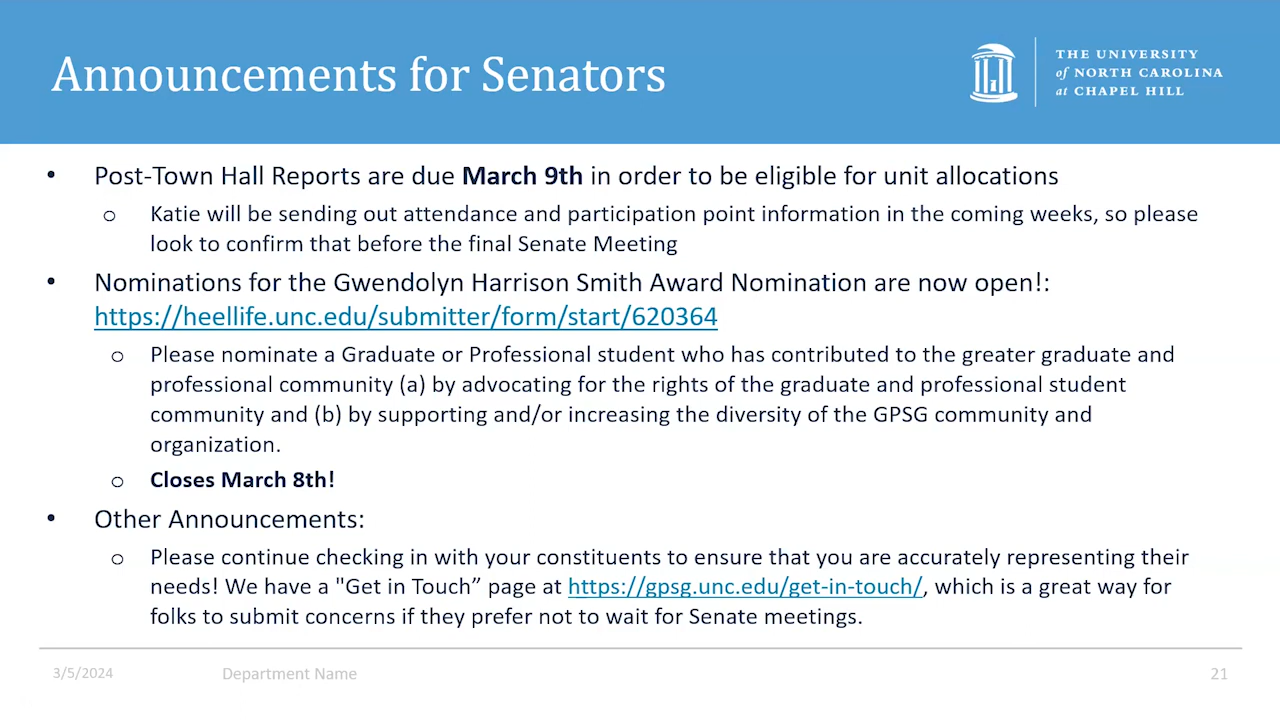 Announcements for Senators
THE UNIVERSITY
of NORTH CAROLINA
at CHAPEL HILL
• Post-Town Hall Reports are due March 9th in order to be eligible for unit allocations
o Katie will be sending out attendance and participation point information in the coming weeks, so please
look to confirm that before the final Senate Meeting
• Nominations for the Gwendolyn Harrison Smith Award Nomination are now open!:
https://heellife.unc.edu/submitter/form/start/620364
o Please nominate a Graduate or Professional student who has contributed to the greater graduate and
professional community (a) by advocating for the rights of the graduate and professional student
community and (b) by supporting and/or increasing the diversity of the GPSG community and
organization.
o Closes March 8th!
• Other Announcements:
o Please continue checking in with your constituents to ensure that you are accurately representing their
needs! We have a "Get in Touch” page at https://gpsg.unc.edu/get-in-touch/, which is a great way for
folks to submit concerns if they prefer not to wait for Senate meetings.
3/5/2024 Department Name 21